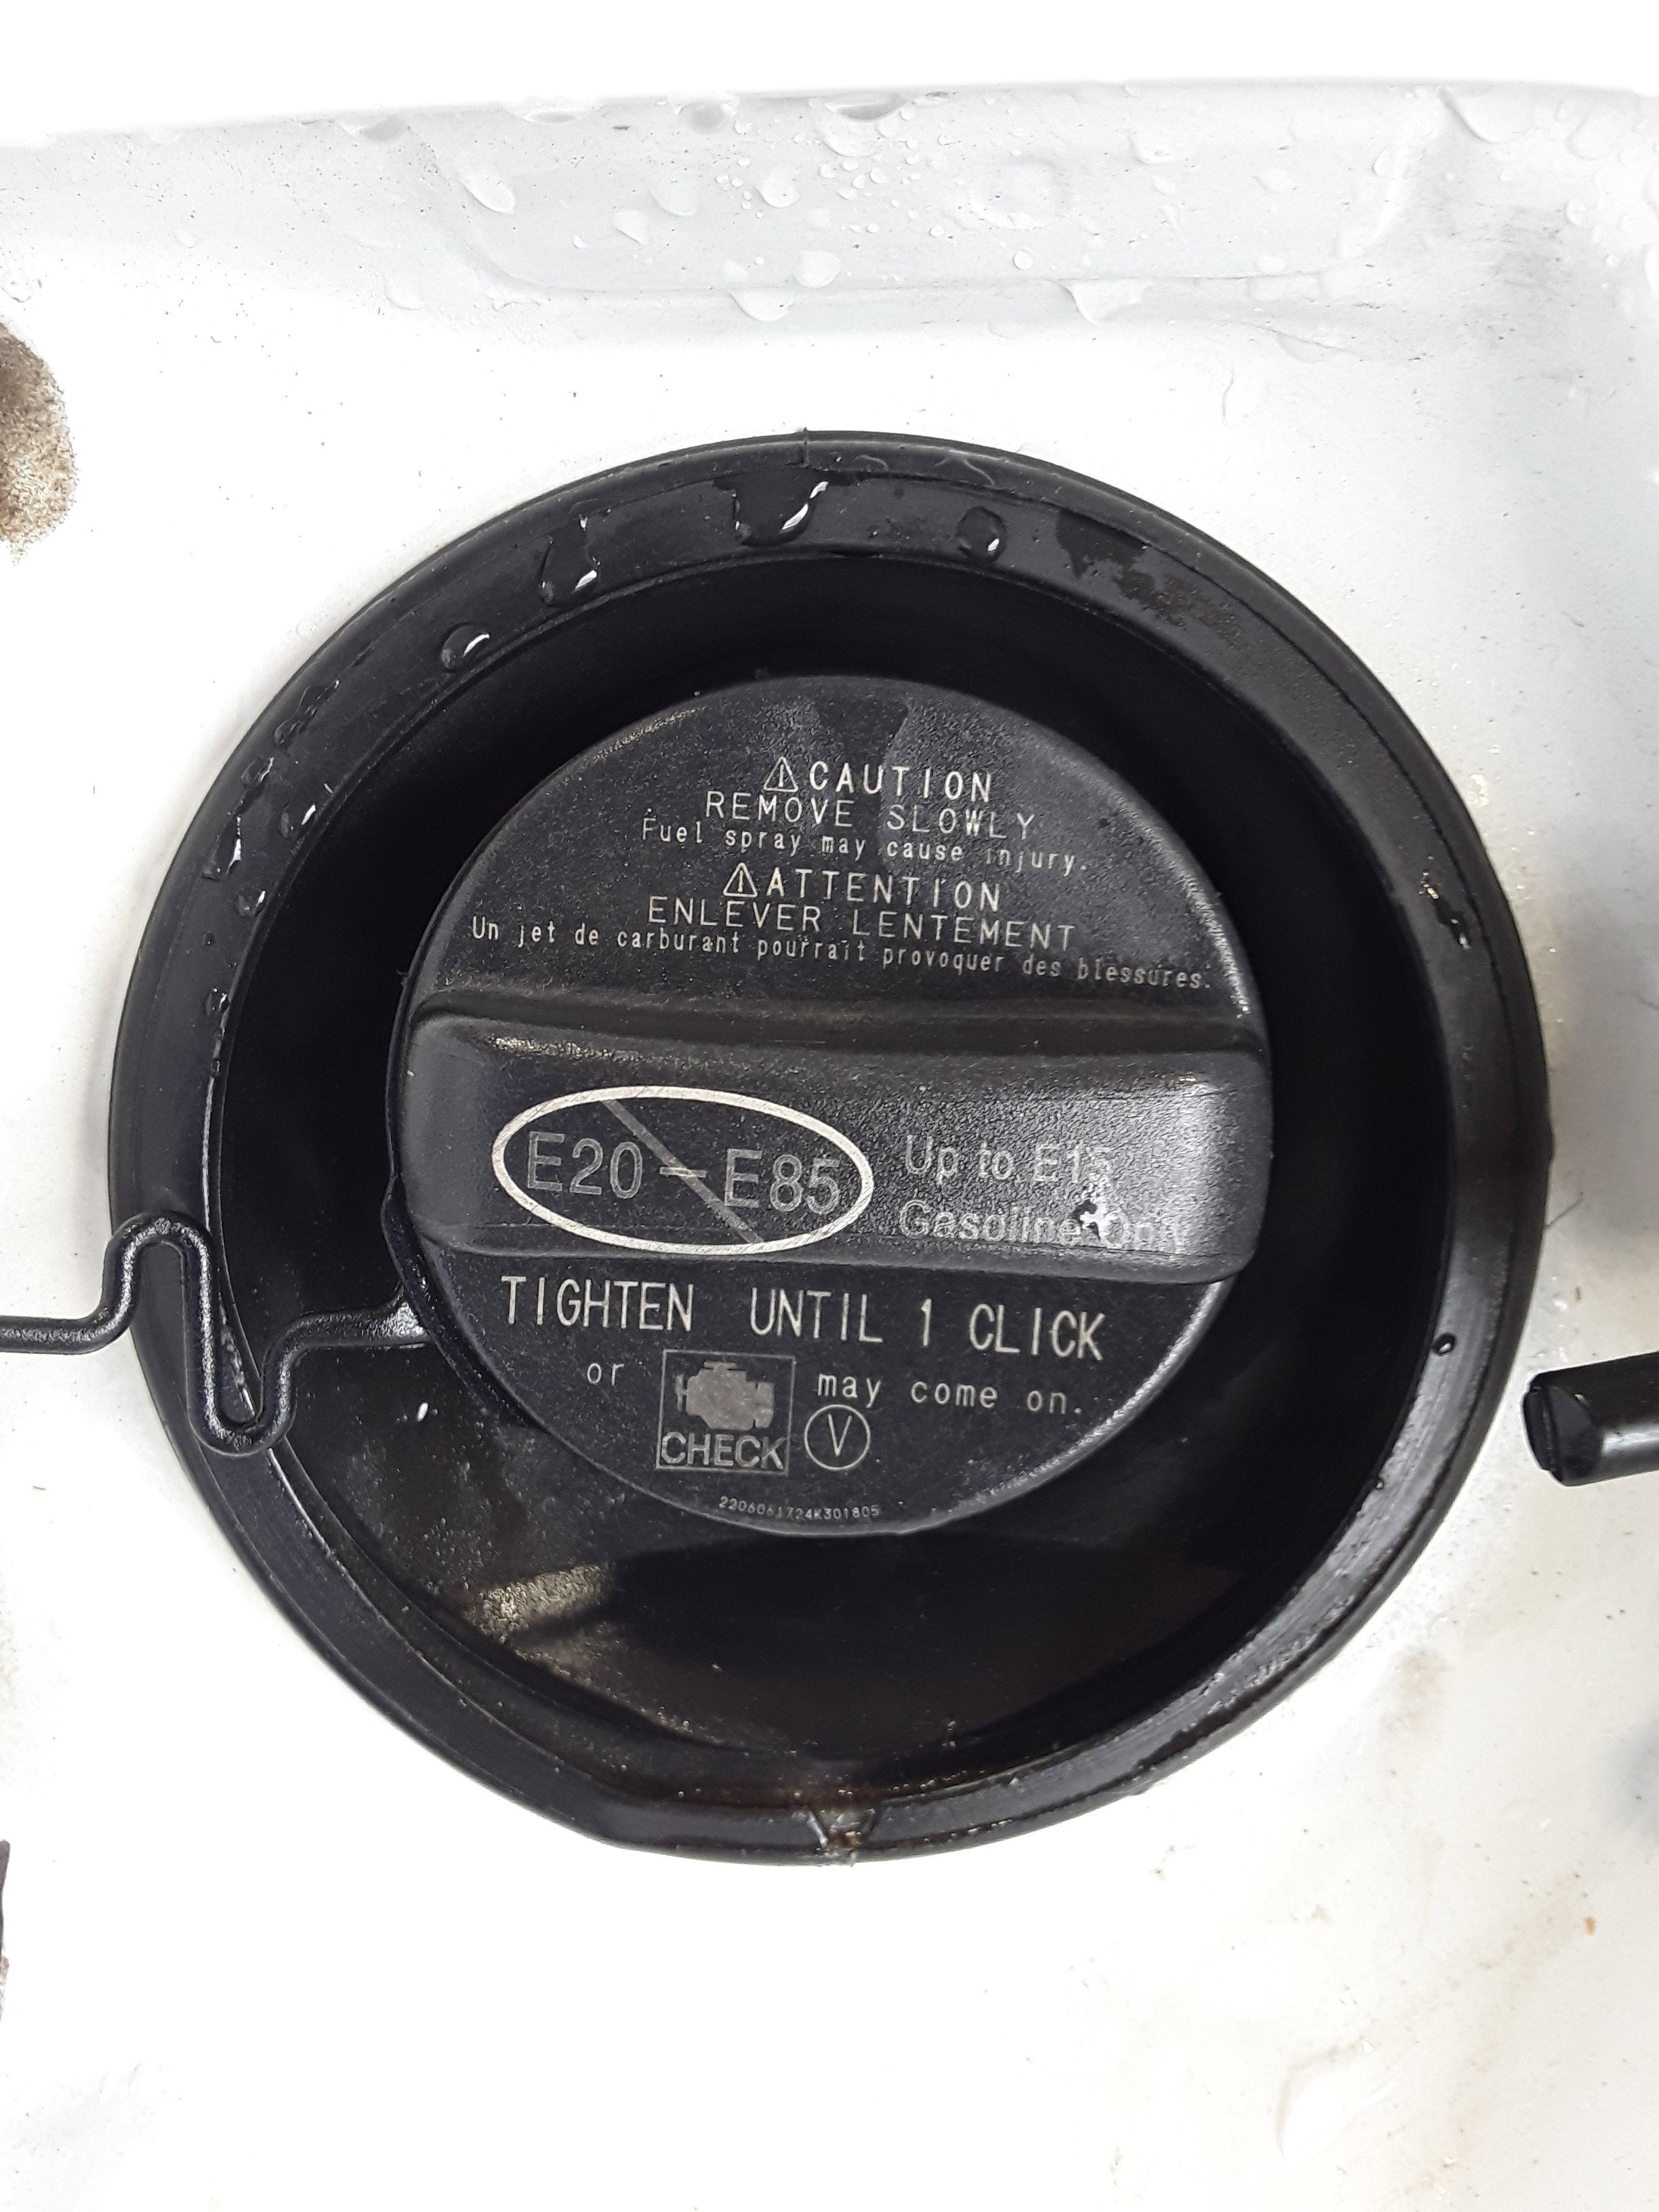 ⚠CAUTION
REMOVE SLOWLY
Fuel spray may cause injury.
⚠ATTENTION
ENLEVER LENTEMENT
Un jet de carburant pourrait provoquer des blessures.
E20-E85
Up to E15
Gasoline Only
TIGHTEN UNTIL 1 CLICK
or CHECK may come on.
V
2206061724K301805